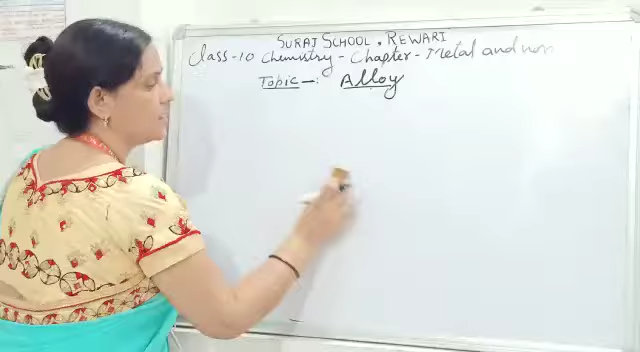 SURAJ SCHOOL, REWARI
Class-10 Chemistry - Chapter - Metal and non
Topic -: Alloy